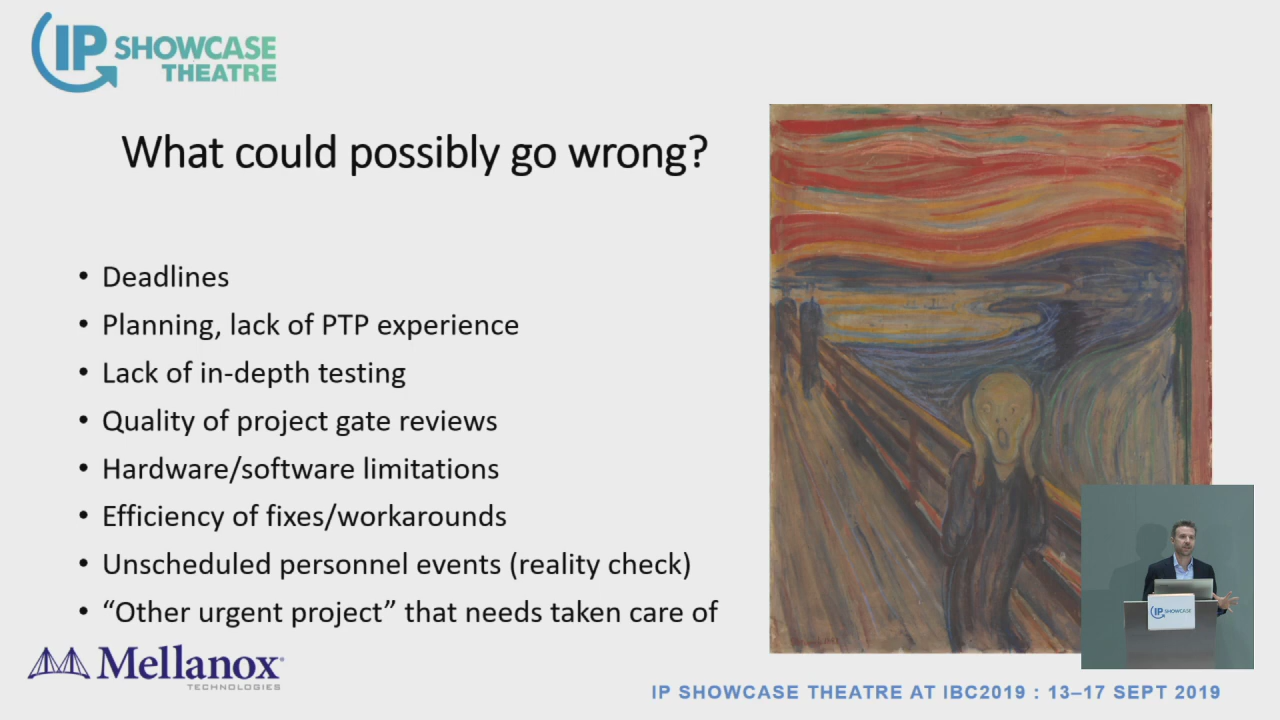 IP SHOWCASE
THEATRE
What could possibly go wrong?
• Deadlines
• Planning, lack of PTP experience
• Lack of in-depth testing
• Quality of project gate reviews
• Hardware/software limitations
• Efficiency of fixes/workarounds
• Unscheduled personnel events (reality check)
• “Other urgent project” that needs taken care of
Mellanox
TECHNOLOGIES
IP SHOWCASE
IP SHOWCASE THEATRE AT IBC2019 : 13–17 SEPT 2019